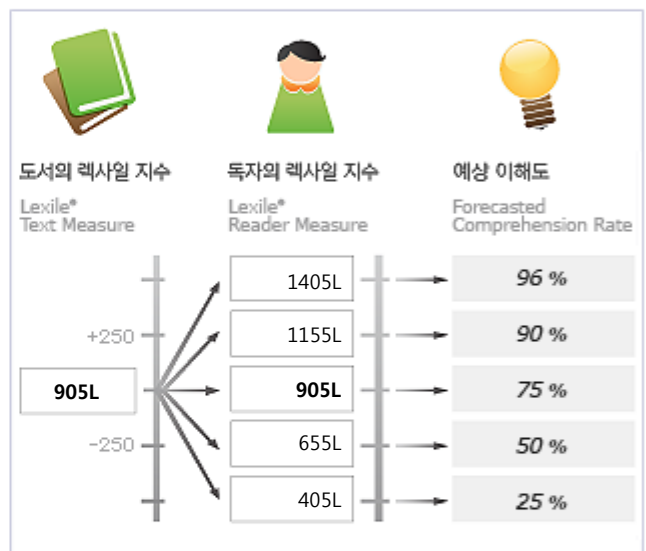 도서의 렉사일 지수
독자의 렉사일 지수
예상 이해도
Lexile®
Text Measure
Lexile®
Reader Measure
Forecasted
Comprehension Rate
1405L
96 %
+250
1155L
90 %
905L
905L
75 %
-250
655L
50 %
405L
25 %